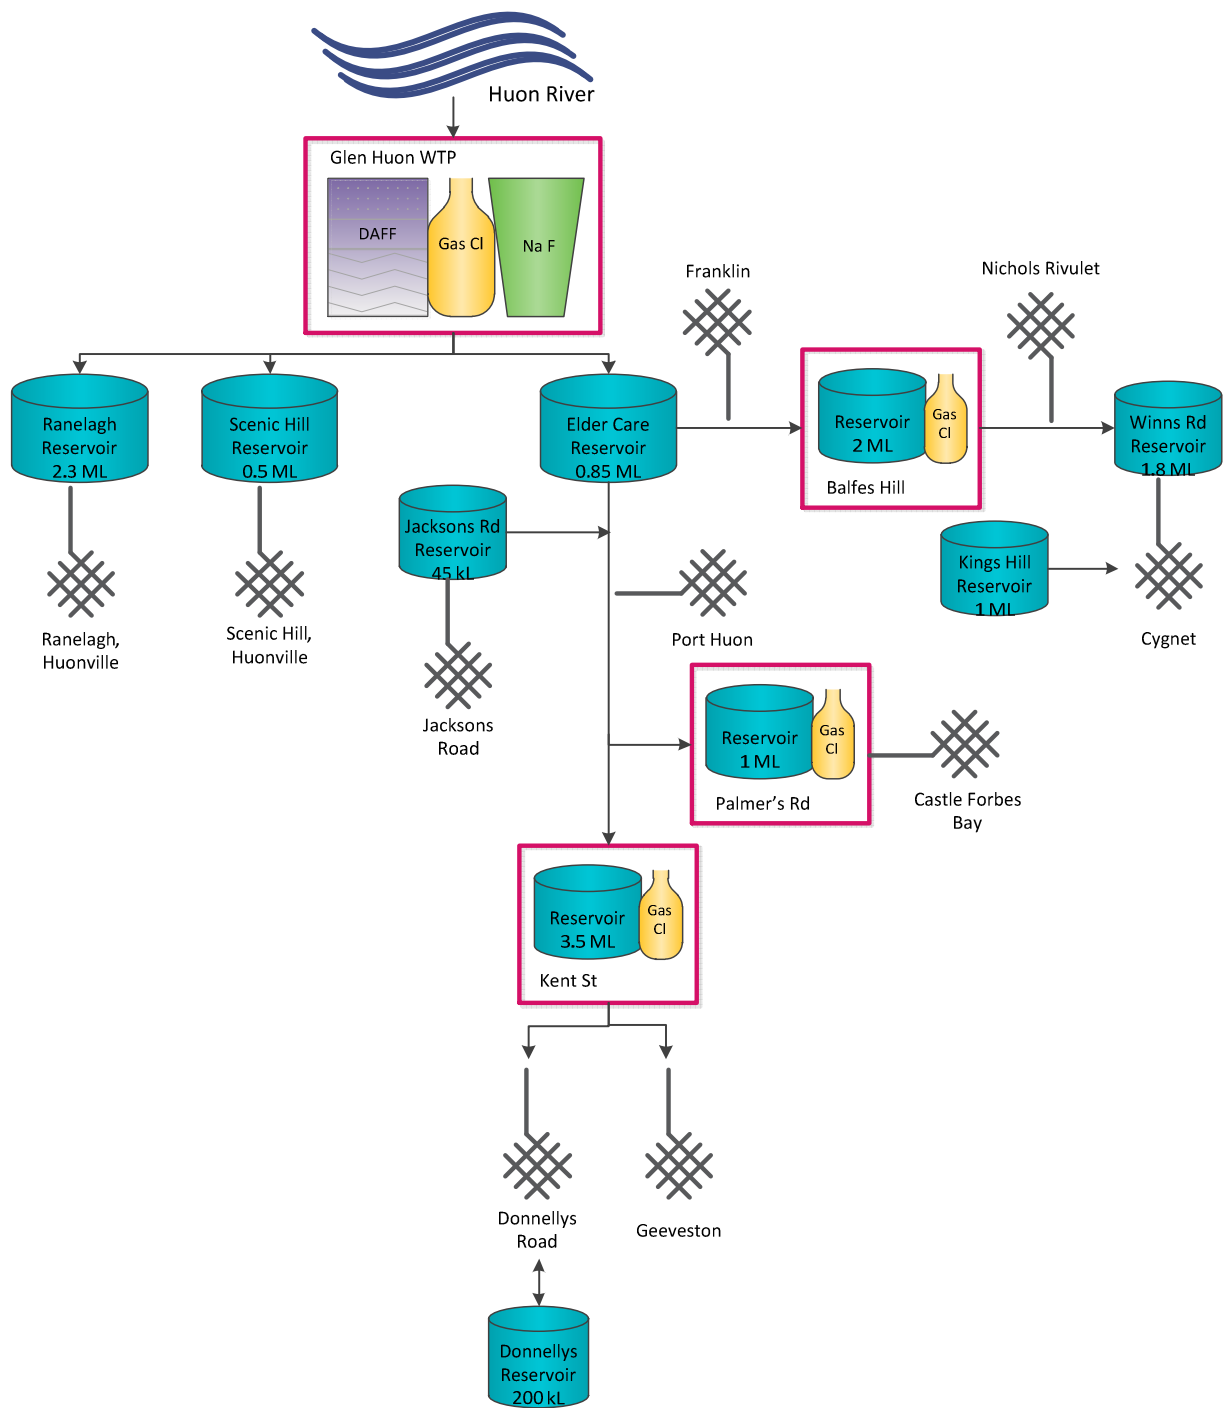 Huon River
Glen Huon WTP
DAFF
Gas Cl
Na F
Franklin
Nichols Rivulet
Ranelagh
Reservoir
2.3 ML
Scenic Hill
Reservoir
0.5 ML
Elder Care
Reservoir
0.85 ML
Reservoir
2 ML
Gas
Cl
Balfes Hill
Winns Rd
Reservoir
1.8 ML
Jacksons Rd
Reservoir
45 kL
Kings Hill
Reservoir
1 ML
Ranelagh,
Huonville
Scenic Hill,
Huonville
Port Huon
Cygnet
Jacksons
Road
Reservoir
1 ML
Gas
Cl
Palmer's Rd
Castle Forbes
Bay
Reservoir
3.5 ML
Gas
Cl
Kent St
Donnellys
Road
Geeveston
Donnellys
Reservoir
200 kL